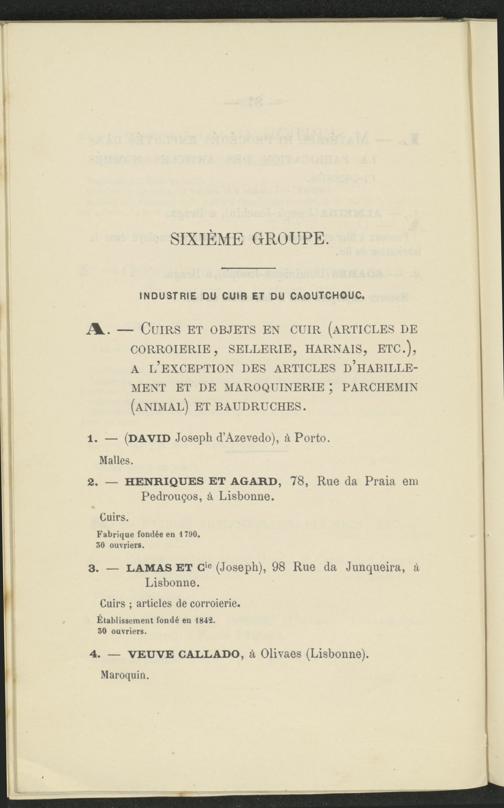 SIXIÈME GROUPE.
INDUSTRIE DU CUIR ET DU CAOUTCHOUC.
A. — CUIRS ET OBJETS EN CUIR (ARTICLES DE
CORROIERIE, SELLERIE, HARNAIS, ETC.),
A L'EXCEPTION DES ARTICLES D'HABILLE-
MENT ET DE MAROQUINERIE ; PARCHEMIN
(ANIMAL) ET BAUDRUCHES.
1. — (DAVID Joseph d'Azevedo), à Porto.
Malles.
2. — HENRIQUES ET AGARD, 78, Rue da Praia em
Pedrouços, à Lisbonne.
Cuirs.
Fabrique fondée en 1790.
30 ouvriers.
3. — LAMAS ET Cie (Joseph), 98 Rue da Junqueira, à
Lisbonne.
Cuirs ; articles de corroierie.
Établissement fondé en 1842.
50 ouvriers.
4. — VEUVE CALLADO, à Olivaes (Lisbonne).
Maroquin.